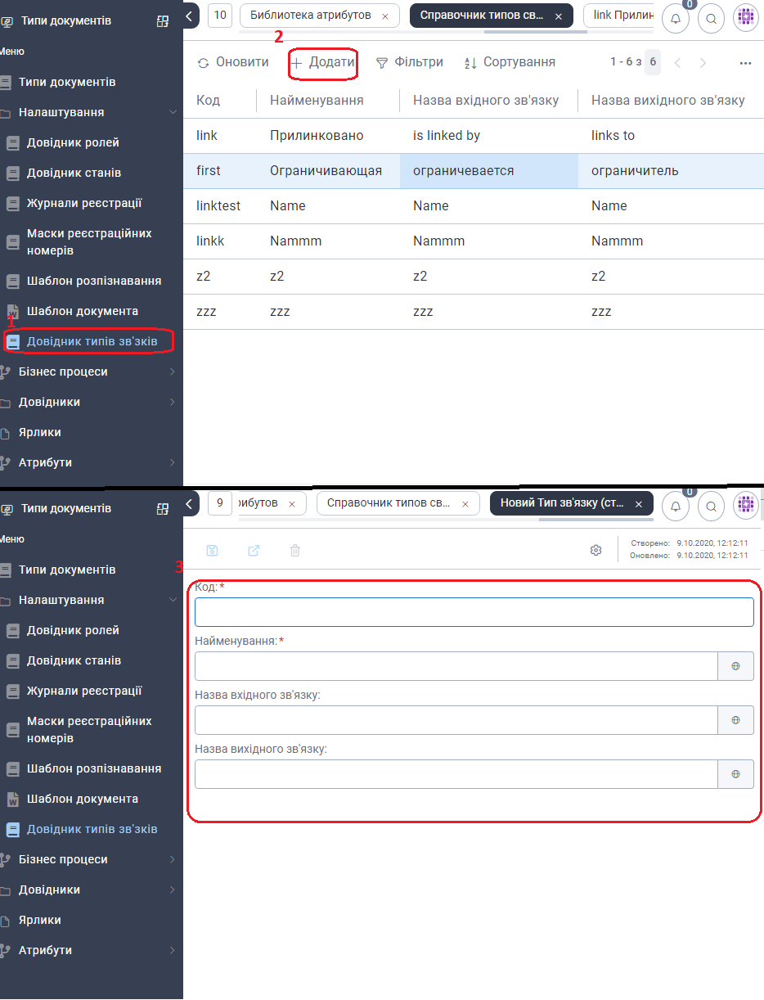 Типи документів
Меню
Типи документів
Налаштування
Довідник ролей
Довідник станів
Журнали реєстрації
Маски реєстраційних
номерів
Шаблон розпізнавання
Шаблон документа
1
Довідник типів зв'язків
Бізнес процеси
Довідники
Ярлики
Атрибути
10
Библиотека атрибутов ×
Справочник типов св... ×
link Прилин
0
2
Оновити
+ Додати
Фільтри
Сортування
1 - 6 з 6
...
Код Найменування Назва вхідного зв'язку Назва вихідного зв'язку
link Прилинковано is linked by links to
first Ограничивающая ограничевается ограничитель
linktest Name Name Name
linkk Nammm Nammm Nammm
z2 z2 z2 z2
zzz zzz zzz zzz
Типи документів
Меню
Типи документів
Налаштування
Довідник ролей
Довідник станів
Журнали реєстрації
Маски реєстраційних
номерів
Шаблон розпізнавання
Шаблон документа
Довідник типів зв'язків
Бізнес процеси
Довідники
Ярлики
Атрибути
9
рибутов ×
Справочник типов св... ×
Новий Тип зв'язку (ст... ×
0
Створено: 9.10.2020, 12:12:11
Оновлено: 9.10.2020, 12:12:11
3
Код:*
Найменування:*
Назва вхідного зв'язку:
Назва вихідного зв'язку: